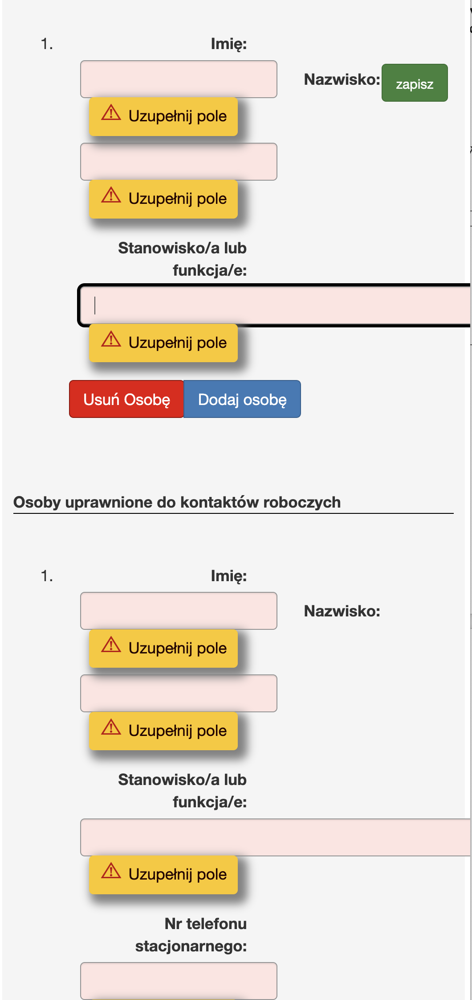 1.
Imię:
Nazwisko:
zapisz
Uzupełnij pole
Uzupełnij pole
Stanowisko/a lub
funkcja/e:
Uzupełnij pole
Usuń Osobę
Dodaj osobę
Osoby uprawnione do kontaktów roboczych
1.
Imię:
Nazwisko:
Uzupełnij pole
Uzupełnij pole
Stanowisko/a lub
funkcja/e:
Uzupełnij pole
Nr telefonu
stacjonarnego: